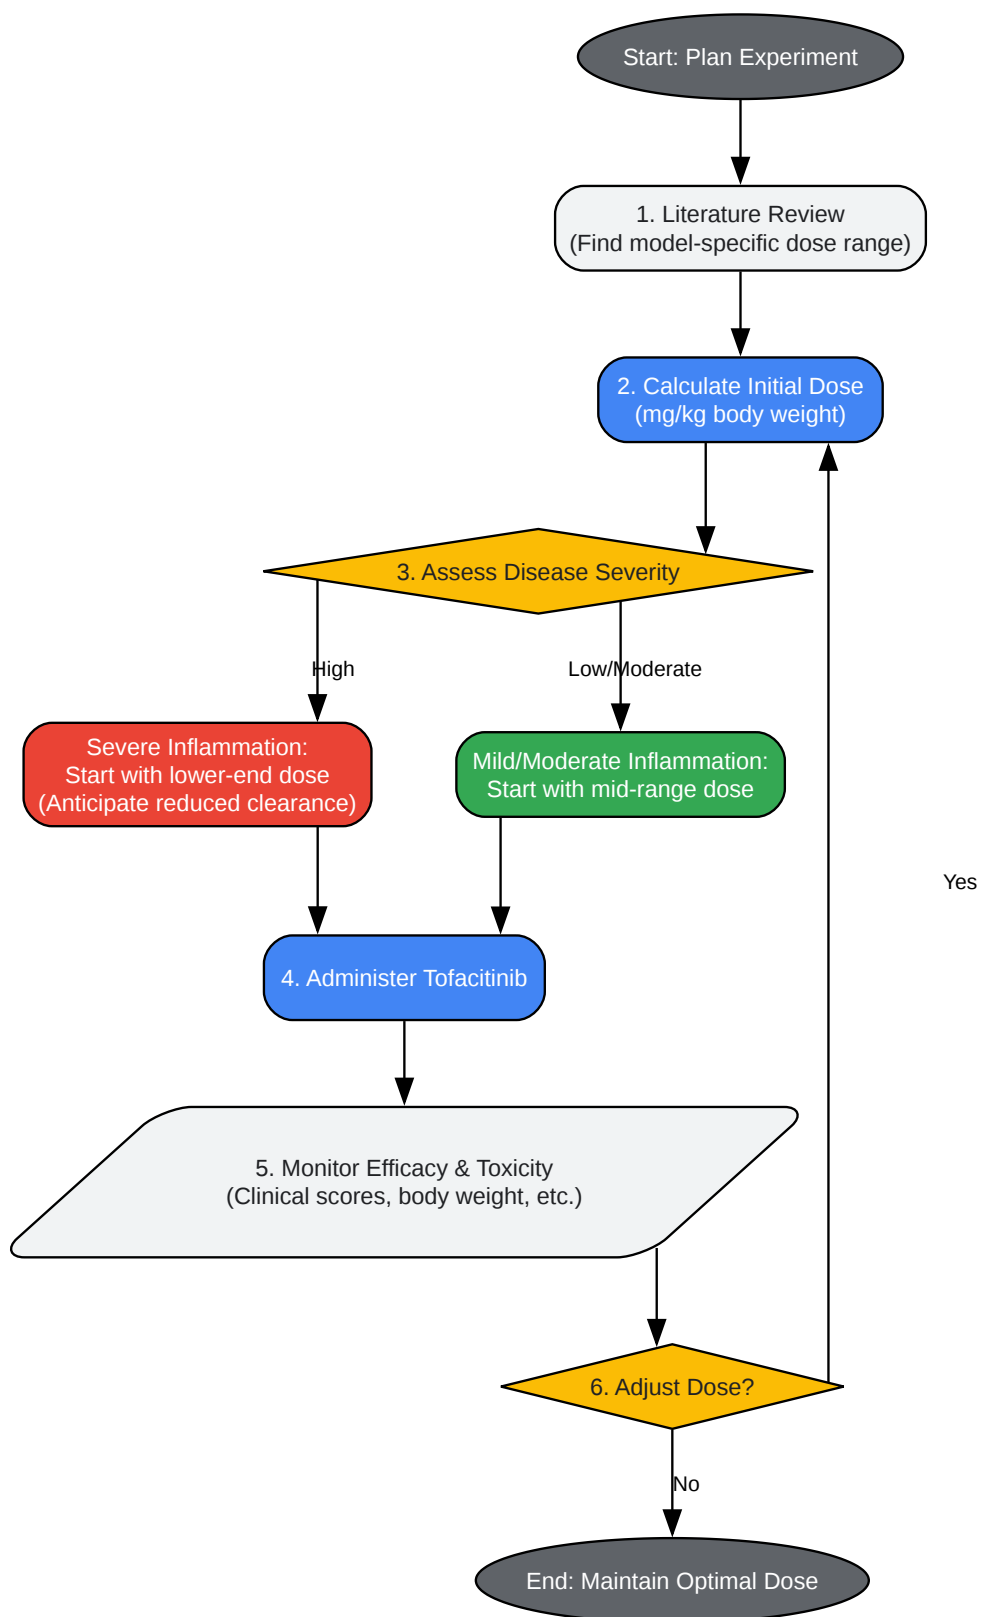 Start: Plan Experiment
1. Literature Review
(Find model-specific dose range)
2. Calculate Initial Dose
(mg/kg body weight)
3. Assess Disease Severity
High
Low/Moderate
Severe Inflammation:
Start with lower-end dose
(Anticipate reduced clearance)
Mild/Moderate Inflammation:
Start with mid-range dose
Yes
4. Administer Tofacitinib
5. Monitor Efficacy & Toxicity
(Clinical scores, body weight, etc.)
6. Adjust Dose?
No
End: Maintain Optimal Dose